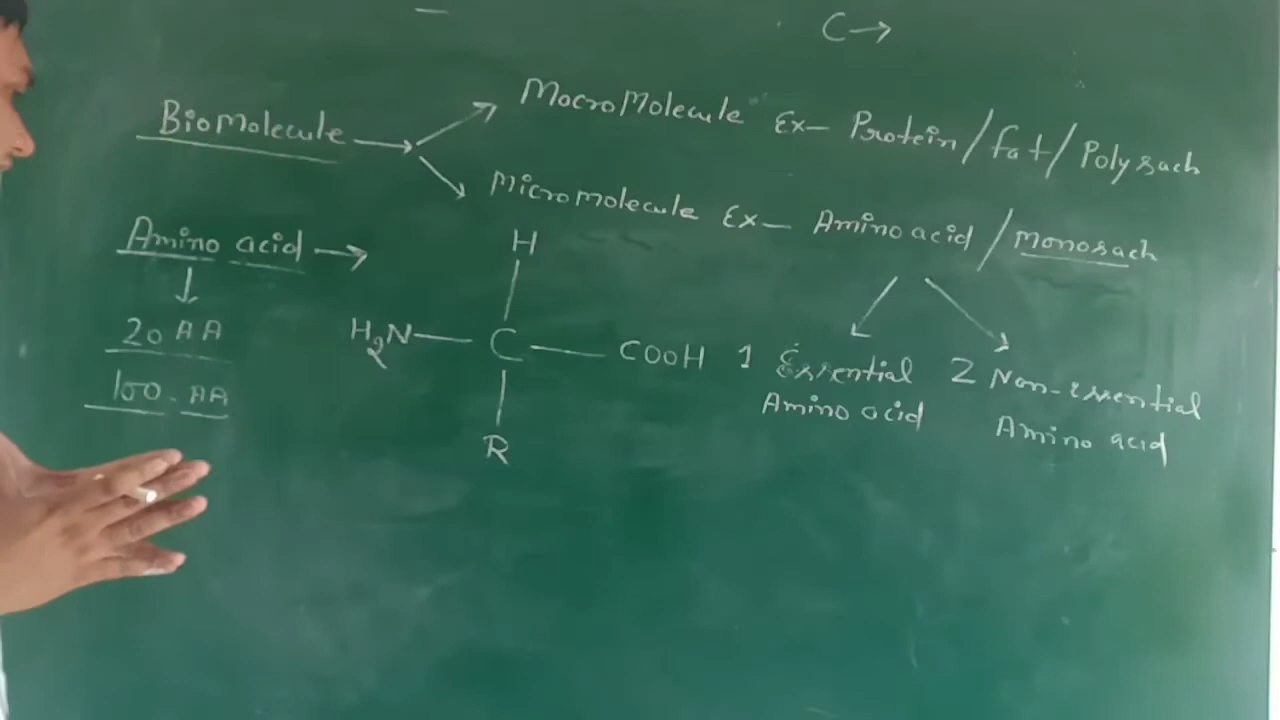 C→
Biomolecule → Macromolecule Ex- Protein/fat/Polysach
Micromolecule Ex- Amino acid/monosach
Amino acid →
H
20 AA
H2N-C-COOH
1 Essential Amino acid
2 Non-essential Amino acid
100-AA
R